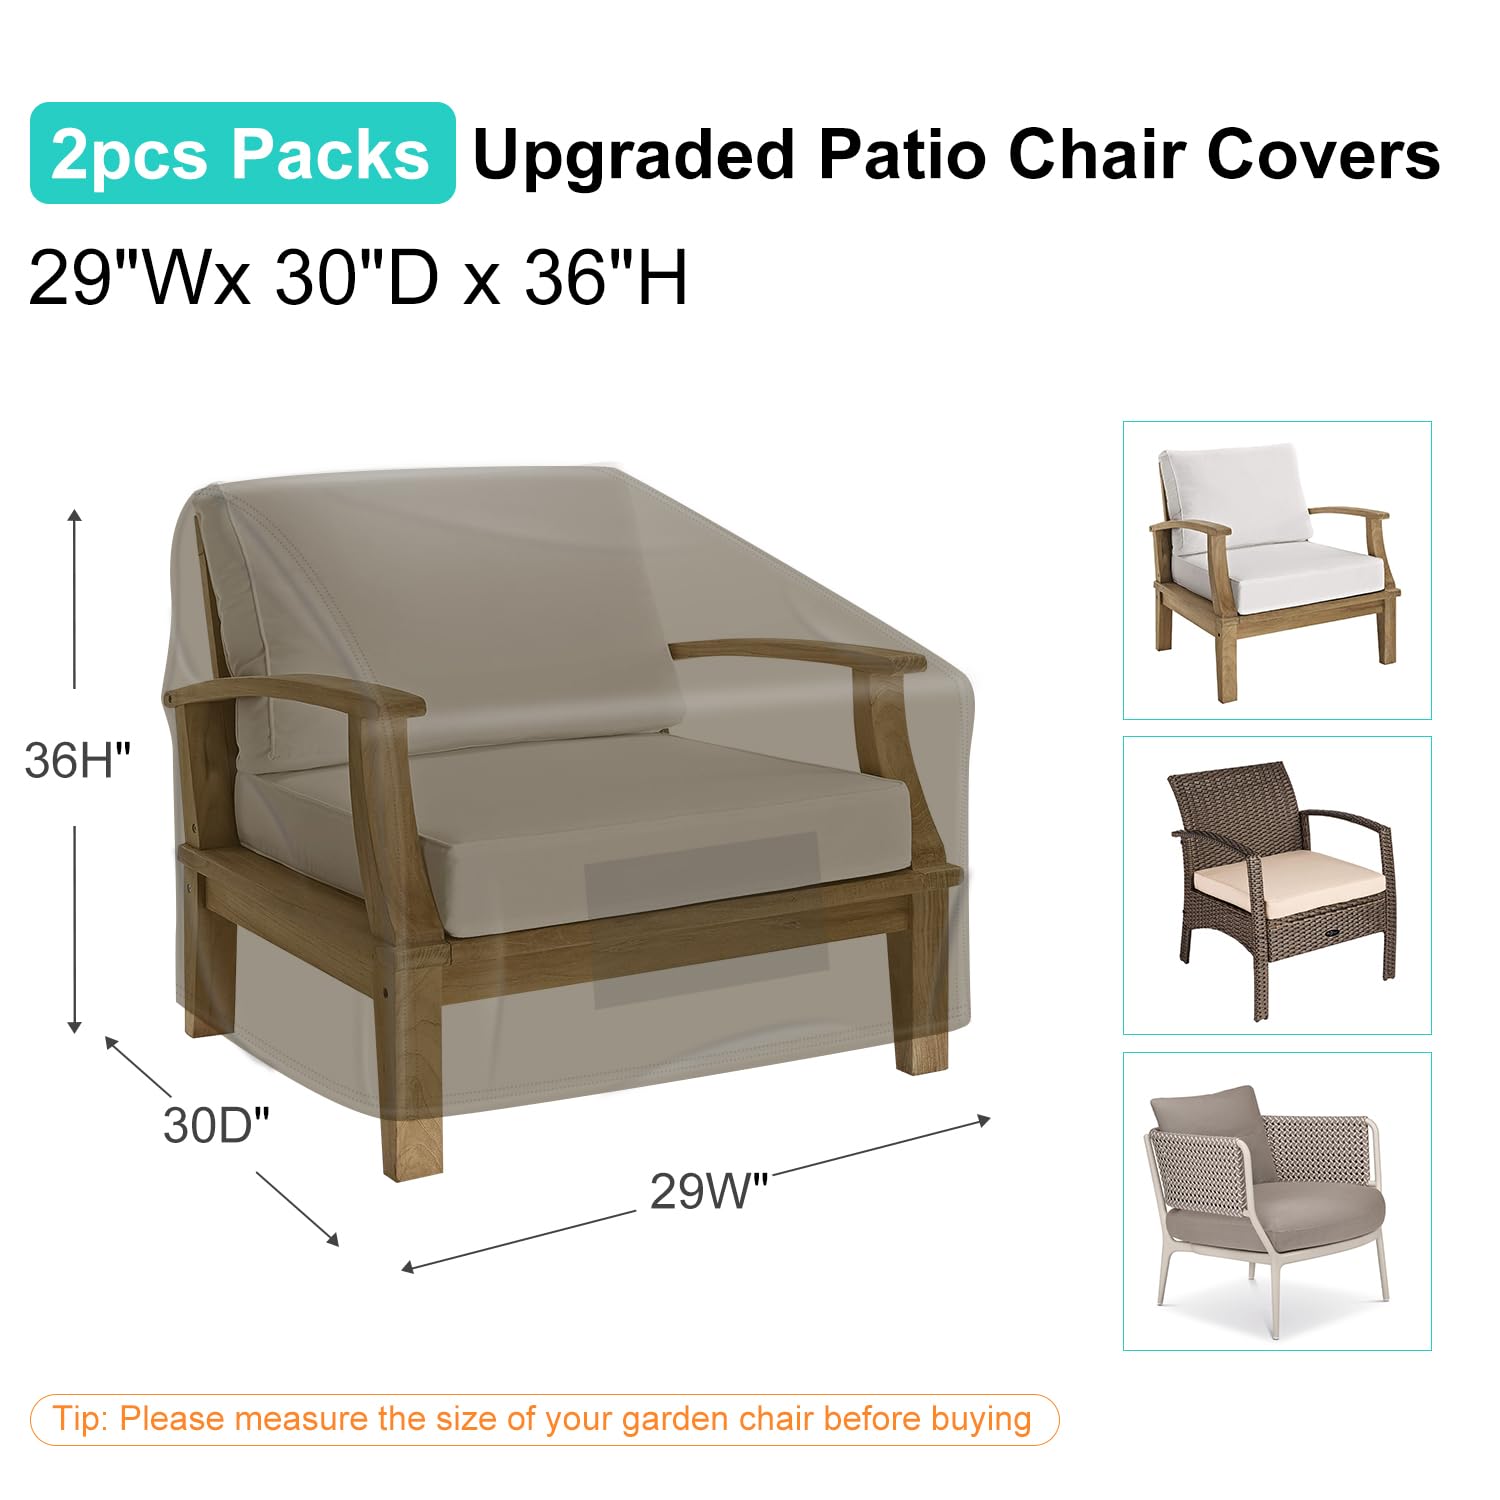 2pcs Packs Upgraded Patio Chair Covers
29"Wx 30"D x 36"H
36H"
30D"
29W"
Tip: Please measure the size of your garden chair before buying